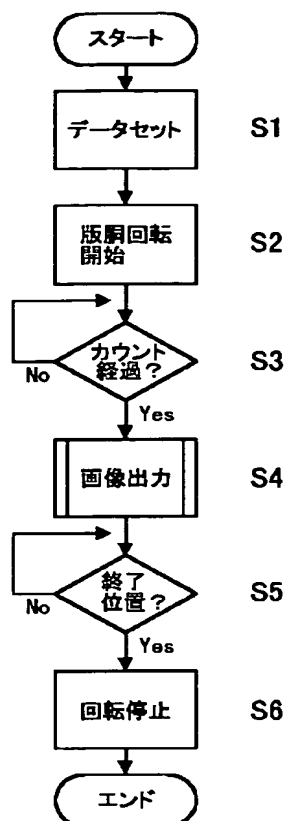 スタート
データセット S1
版胴回転
開始 S2
カウント
経過? S3
No
Yes
画像出力 S4
終了
位置? S5
No
Yes
回転停止 S6
エンド